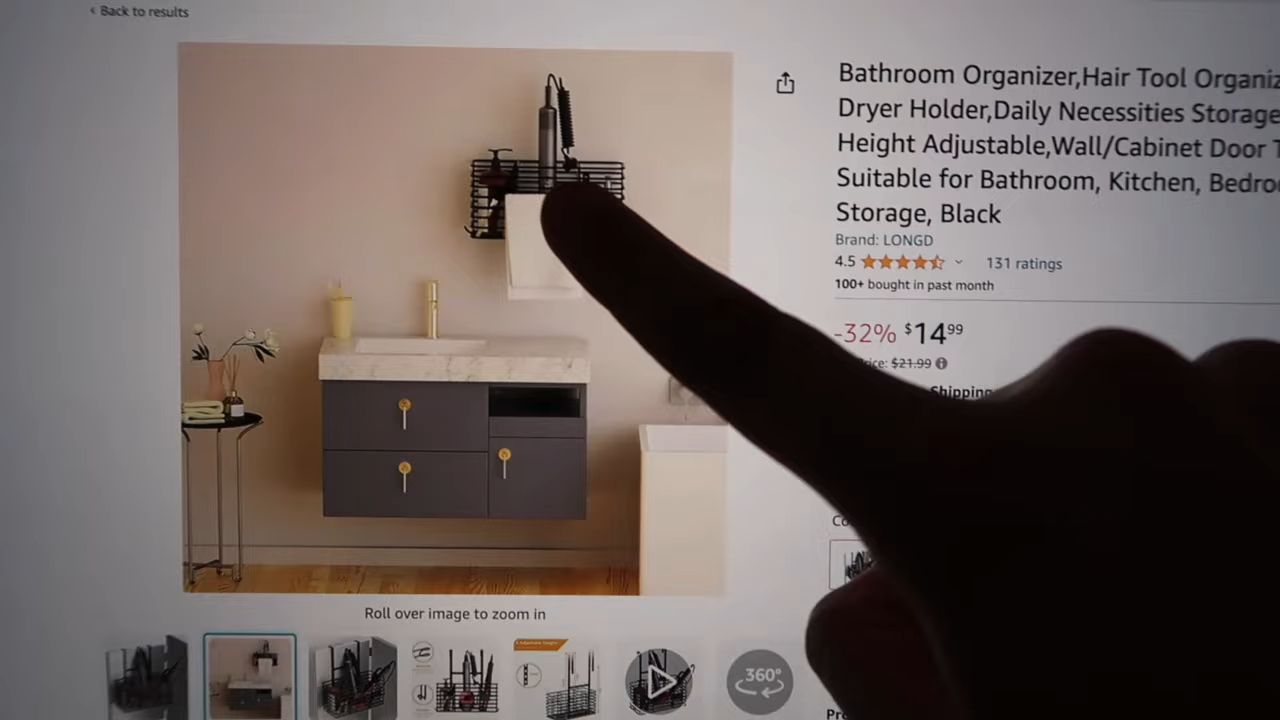 ‹ Back to results
Bathroom Organizer,Hair Tool
Dryer Holder,Daily Necessities Storage
Height Adjustable,Wall/Cabinet Door
Suitable for Bathroom, Kitchen,
Storage, Black
Brand: LONGD
4.5 131 ratings
100+ bought in past month
-32% $14 99
$21.99
Shipping
Roll over image to zoom in
360°